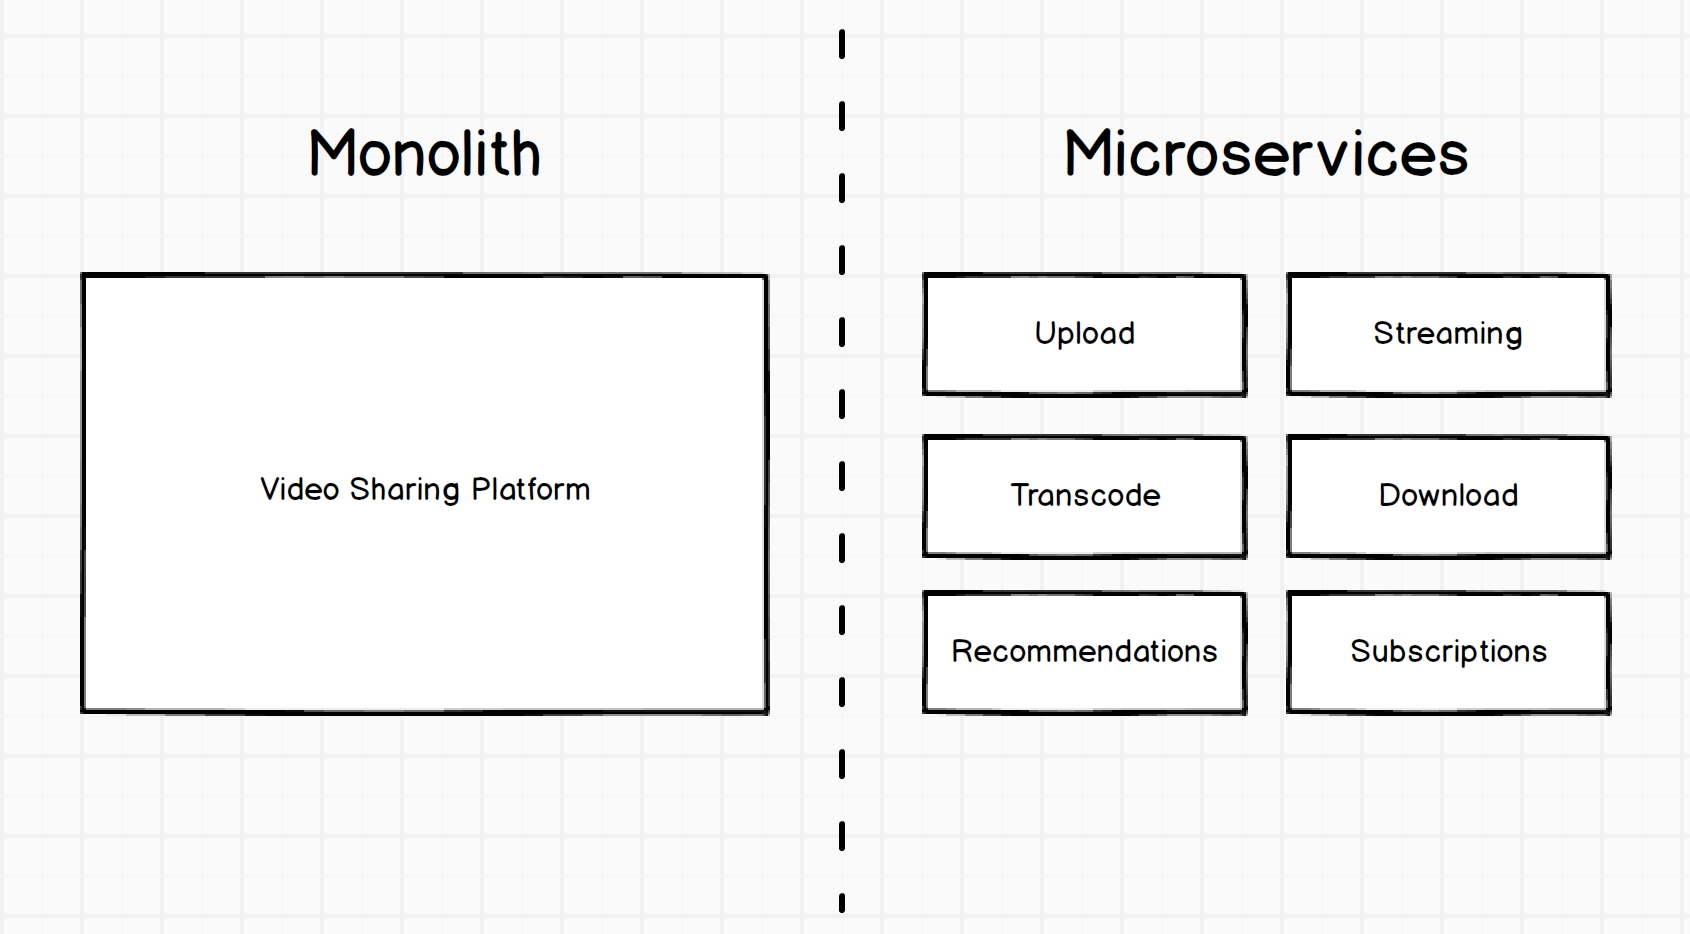 Monolith
Video Sharing Platform
Microservices
Upload
Streaming
Transcode
Download
Recommendations
Subscriptions